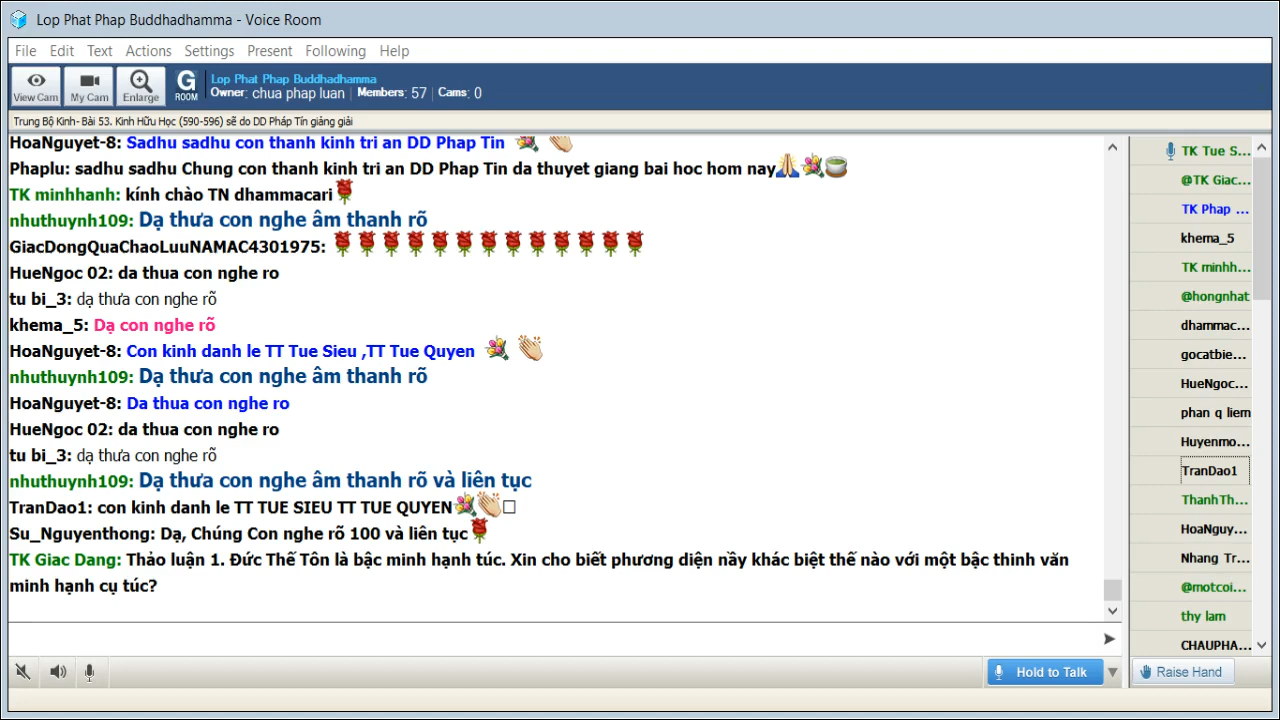 Lop Phat Phap Buddhadhamma - Voice Room
File Edit Text Actions Settings Present Following Help
View Cam My Cam Enlarge G ROOM
Lop Phat Phap Buddhadhamma
Owner: chua phap luan | Members: 57 | Cams: 0
Trung Bộ Kinh- Bài 53. Kinh Hữu Học (590-596) sẽ do DD Pháp Tín giảng giải
HoaNguyet-8: Sadhu sadhu con thanh kinh tri an DD Phap Tin
Phaplu: sadhu sadhu Chung con thanh kinh tri an DD Phap Tin da thuyet giang bai hoc hom nay
TK minhhanh: kính chào TN dhammacari
nhuthuynh109: Dạ thưa con nghe âm thanh rõ
GiacDongQuaChaoLuuNAMAC4301975:
HueNgoc 02: da thua con nghe ro
tu bi_3: dạ thưa con nghe rõ
khema_5: Dạ con nghe rõ
HoaNguyet-8: Con kinh danh le TT Tue Sieu ,TT Tue Quyen
nhuthuynh109: Dạ thưa con nghe âm thanh rõ
HoaNguyet-8: Da thua con nghe ro
HueNgoc 02: da thua con nghe ro
tu bi_3: dạ thưa con nghe rõ
nhuthuynh109: Dạ thưa con nghe âm thanh rõ và liên tục
TranDao1: con kinh danh le TT TUE SIEU TT TUE QUYEN
Su_Nguyenthong: Dạ, Chúng Con nghe rõ 100 và liên tục
TK Giac Dang: Thảo luận 1. Đức Thế Tôn là bậc minh hạnh túc. Xin cho biết phương diện nầy khác biệt thế nào với một bậc thinh văn
minh hạnh cụ túc?
TK Tue S...
@TK Giac...
TK Phap ...
khema_5
TK minhh...
@hongnhat
dhammac...
gocatbie...
HueNgoc...
phan q liem
Huyenmo...
TranDao1
ThanhTh...
HoaNguy...
Nhang Tr...
@motcoi...
thy lam
CHAUPHA...
Hold to Talk
Raise Hand